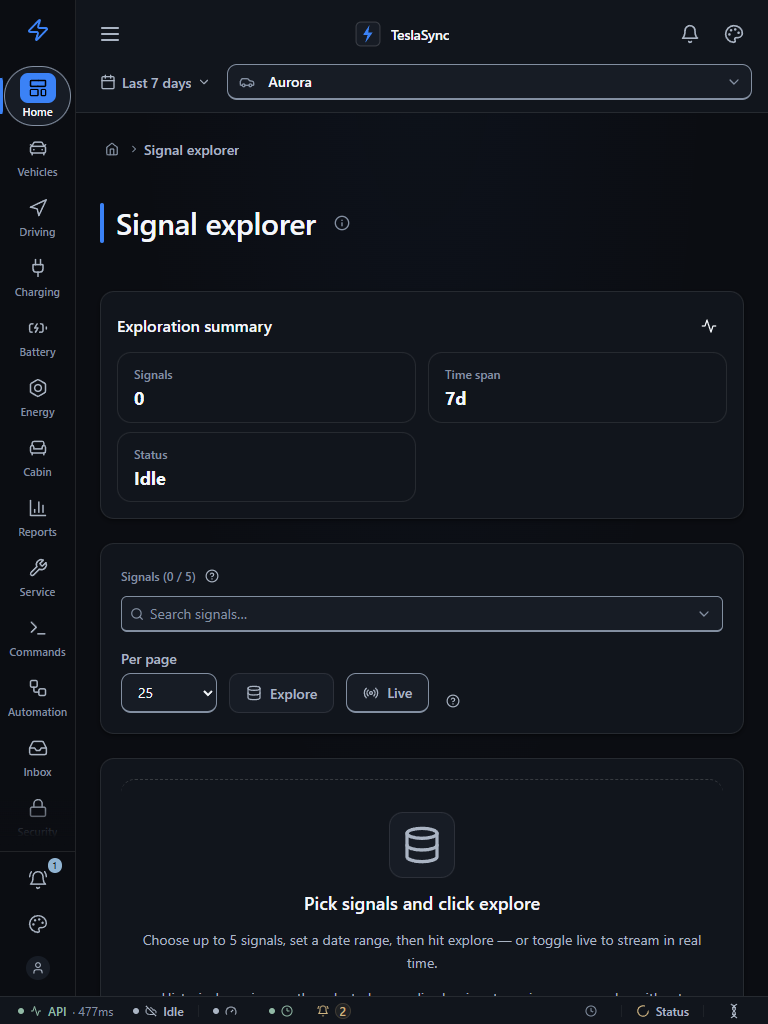 TeslaSync
Last 7 days
Aurora
Home
Vehicles
Driving
Charging
Battery
Energy
Cabin
Reports
Service
Commands
Automation
Inbox
Security
1
Signal explorer
Signal explorer
Exploration summary
Signals
0
Time span
7d
Status
Idle
Signals (0 / 5)
Search signals...
Per page
25
Explore
Live
Pick signals and click explore
Choose up to 5 signals, set a date range, then hit explore — or toggle live to stream in real
time.
API · 477ms
Idle
2
Status